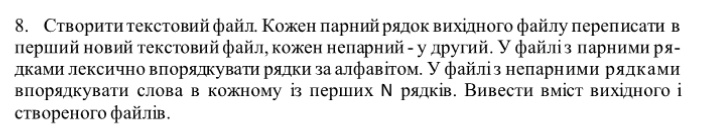 8. Створити текстовий файл. Кожен парний рядок вихідного файлу переписати в
перший новий текстовий файл, кожен непарний - у другий. У файлі з парними ря-
дками лексично впорядкувати рядки за алфавітом. У файлі з непарними рядками
впорядкувати слова в кожному із перших N рядків. Вивести вміст вихідного і
створеного файлів.